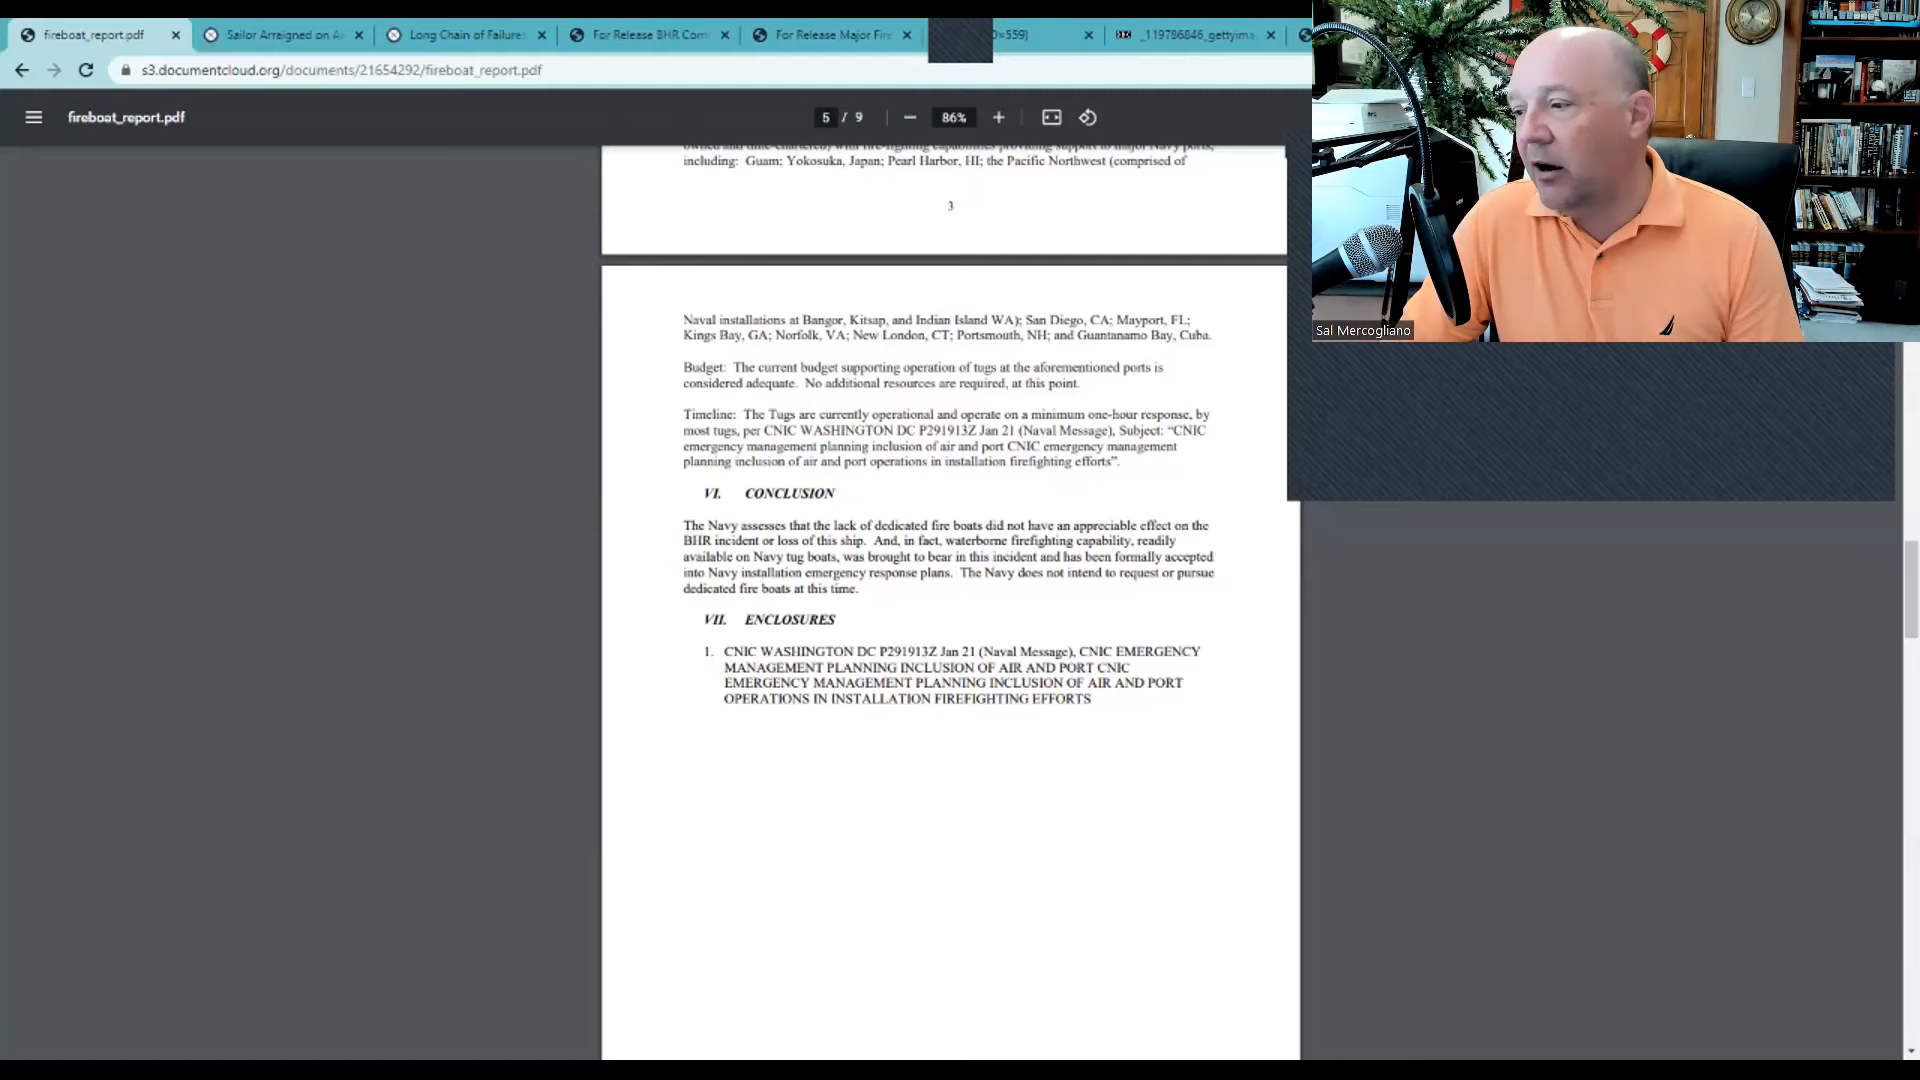 fireboat_report.pdf
Sailor Arraigned on A
Long Chain of Failures
For Release BHR Com
For Release Major Fire
0×559)
_119786846_gettyima
s3.documentcloud.org/documents/21654292/fireboat_report.pdf
fireboat_report.pdf
5 / 9
86%
including: Guam; Yokosuka, Japan; Pearl Harbor, HI; the Pacific Northwest (comprised of
3
Naval installations at Bangor, Kitsap, and Indian Island WA); San Diego, CA; Mayport, FL;
Kings Bay, GA; Norfolk, VA; New London, CT; Portsmouth, NH; and Guantanamo Bay, Cuba.
Budget: The current budget supporting operation of tugs at the aforementioned ports is
considered adequate. No additional resources are required, at this point.
Timeline: The Tugs are currently operational and operate on a minimum one-hour response, by
most tugs, per CNIC WASHINGTON DC P291913Z Jan 21 (Naval Message), Subject: “CNIC
emergency management planning inclusion of air and port CNIC emergency management
planning inclusion of air and port operations in installation firefighting efforts”.
VI. CONCLUSION
The Navy assesses that the lack of dedicated fire boats did not have an appreciable effect on the
BHR incident or loss of this ship. And, in fact, waterborne firefighting capability, readily
available on Navy tug boats, was brought to bear in this incident and has been formally accepted
into Navy installation emergency response plans. The Navy does not intend to request or pursue
dedicated fire boats at this time.
VII. ENCLOSURES
1. CNIC WASHINGTON DC P291913Z Jan 21 (Naval Message), CNIC EMERGENCY
MANAGEMENT PLANNING INCLUSION OF AIR AND PORT CNIC
EMERGENCY MANAGEMENT PLANNING INCLUSION OF AIR AND PORT
OPERATIONS IN INSTALLATION FIREFIGHTING EFFORTS
Sal Mercogliano